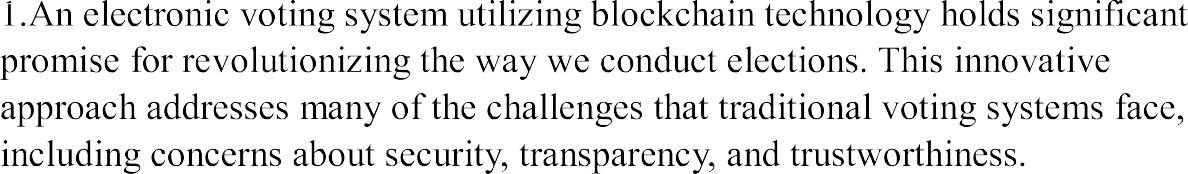 1.An electronic voting system utilizing blockchain technology holds significant
promise for revolutionizing the way we conduct elections. This innovative
approach addresses many of the challenges that traditional voting systems face,
including concerns about security, transparency, and trustworthiness.